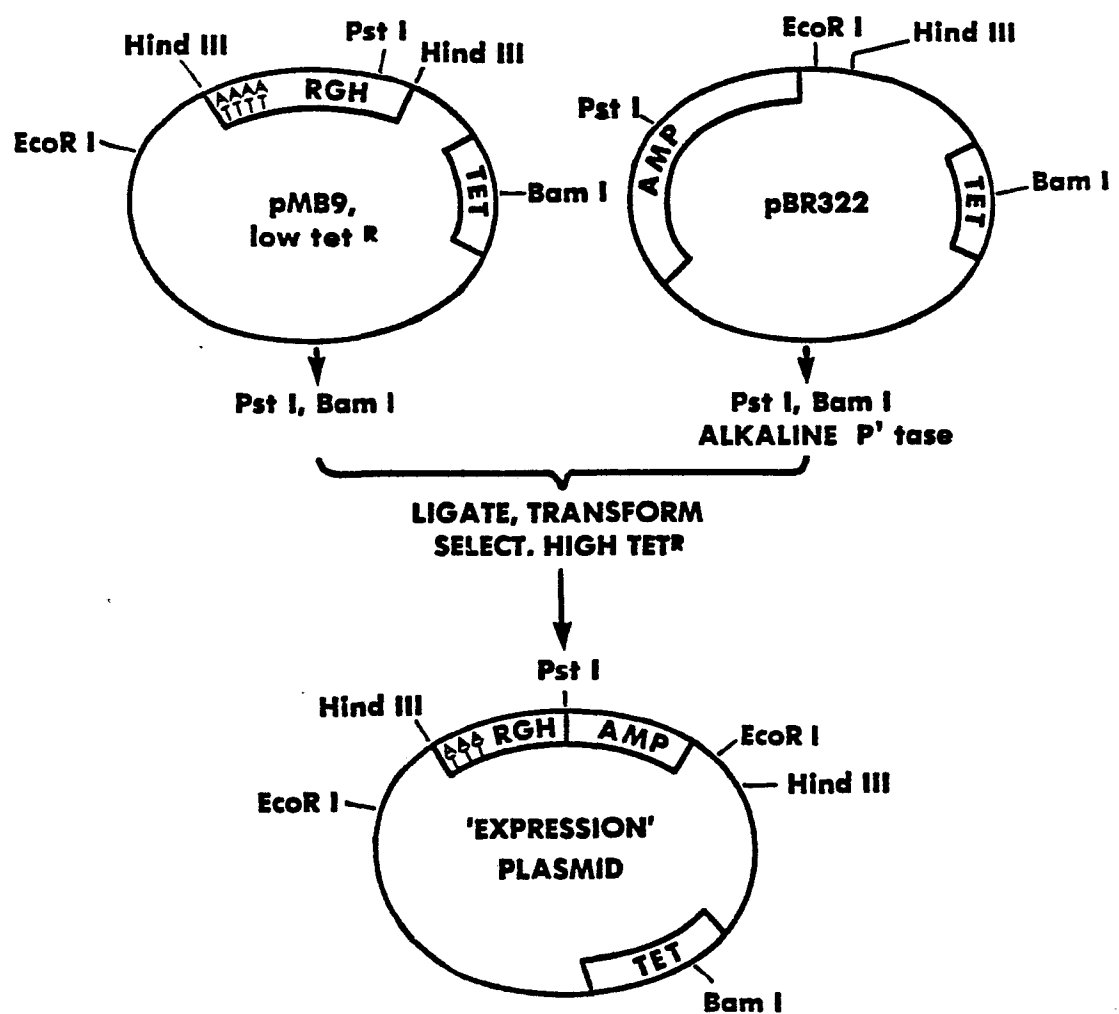 Hind III
Pst I
Hind III
AAAA
TTTT
RGH
EcoR I
TET
Bam I
pMB9,
low tet R
EcoR I
Hind III
Pst I
AMP
TET
Bam I
pBR322
Pst I, Bam I
Pst I, Bam I
ALKALINE P' tase
LIGATE, TRANSFORM
SELECT. HIGH TETR
Pst I
Hind III
AAA
TTT
RGH
AMP
EcoR I
Hind III
EcoR I
'EXPRESSION'
PLASMID
TET
Bam I